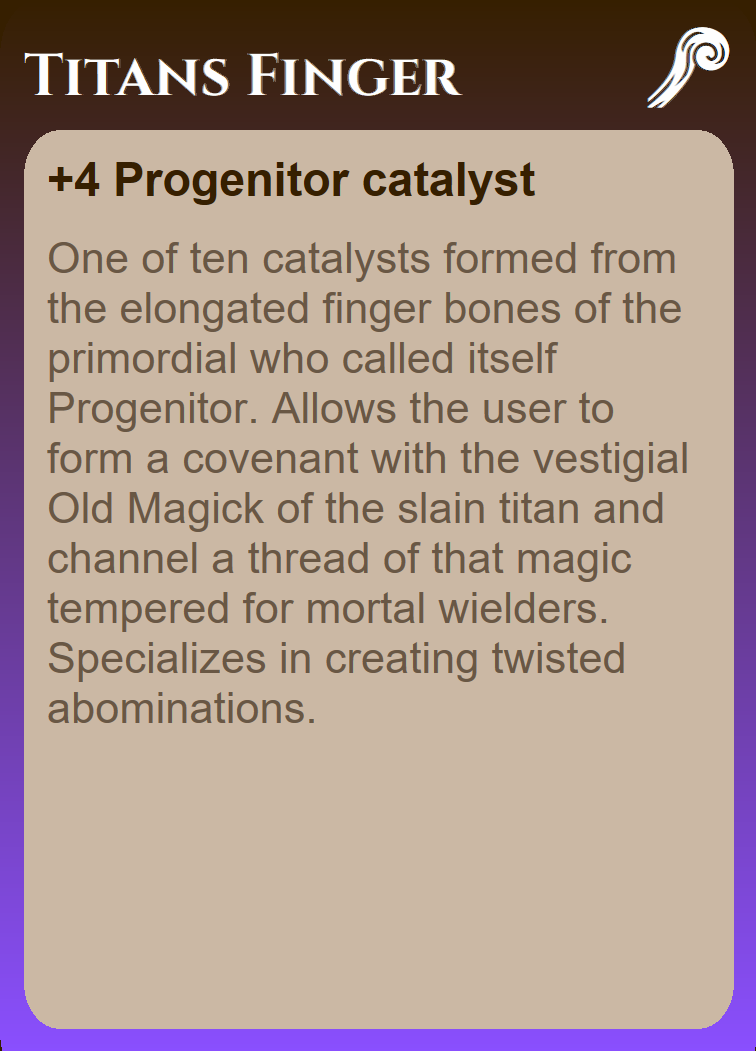 Titans Finger
+4 Progenitor catalyst
One of ten catalysts formed from
the elongated finger bones of the
primordial who called itself
Progenitor. Allows the user to
form a covenant with the vestigial
Old Magick of the slain titan and
channel a thread of that magic
tempered for mortal wielders.
Specializes in creating twisted
abominations.